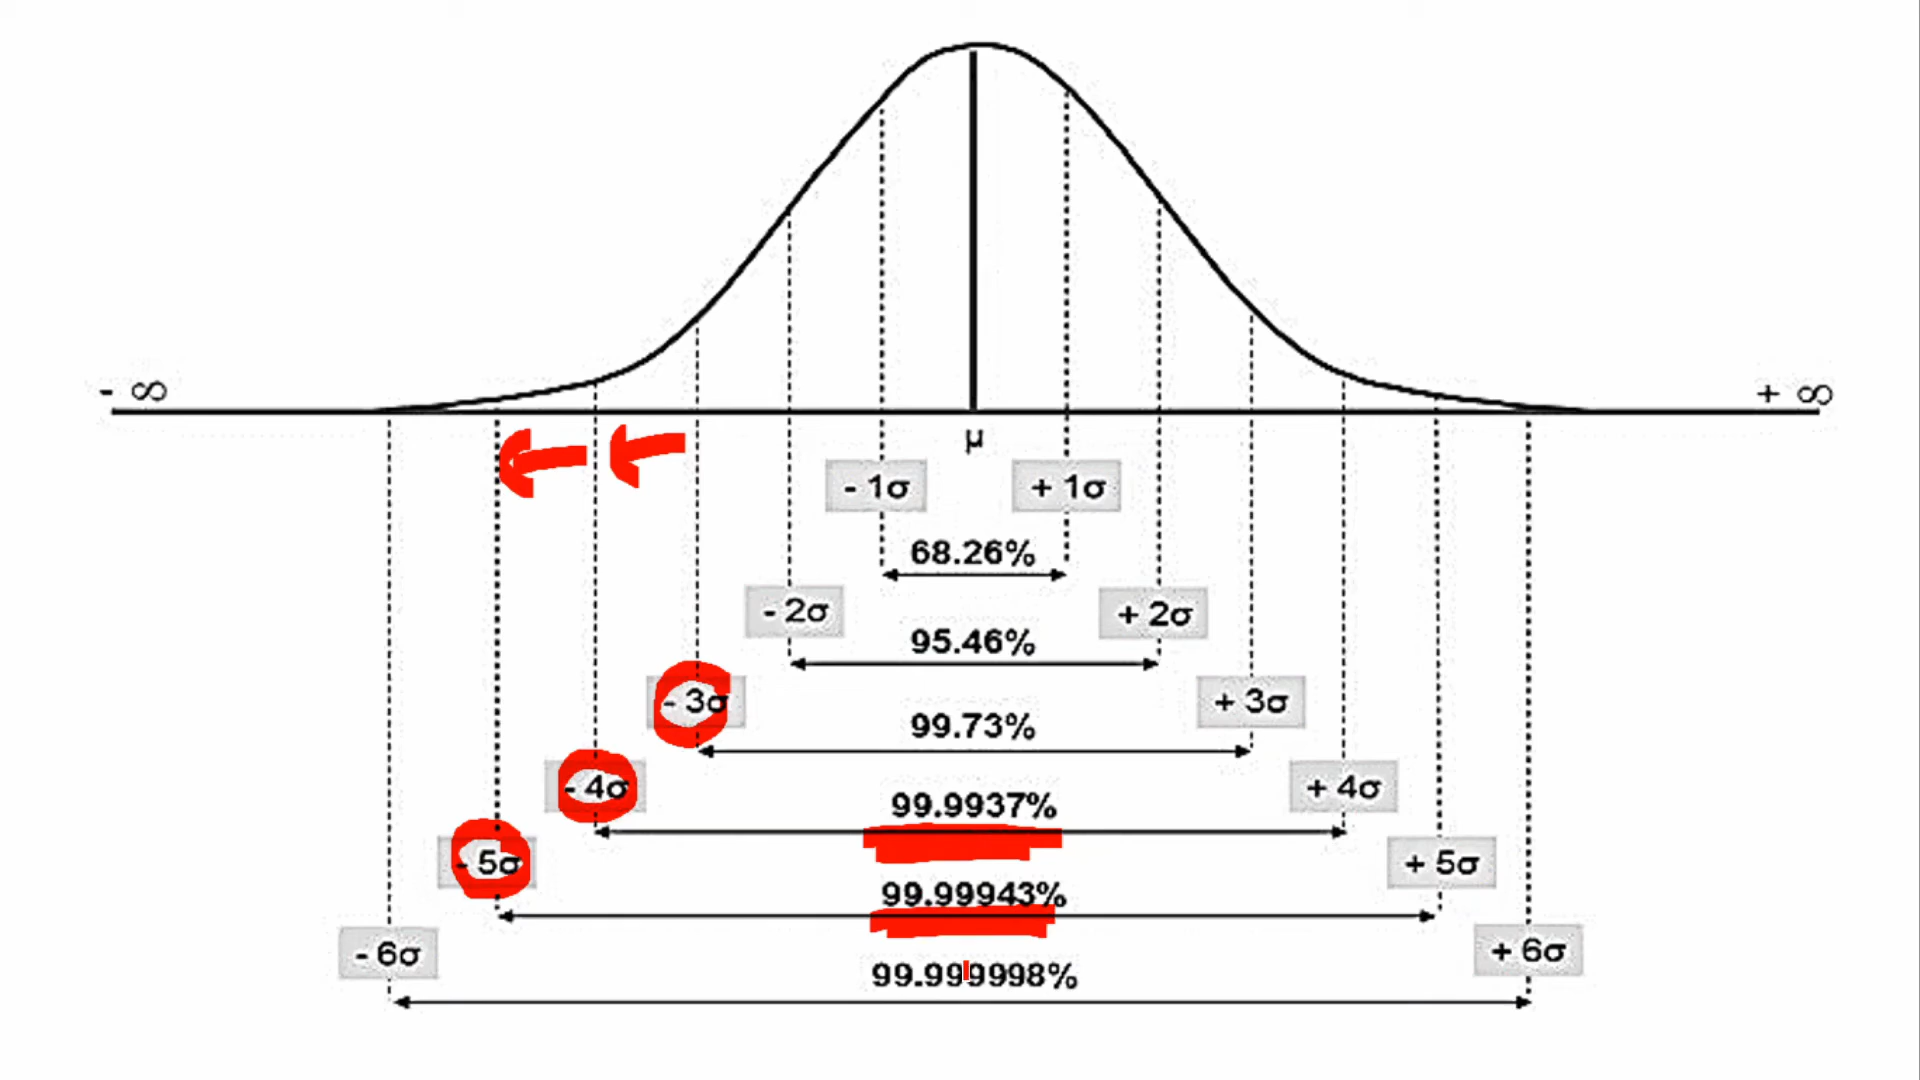 - ∞
+ ∞
μ
- 1σ
+ 1σ
68.26%
- 2σ
+ 2σ
95.46%
- 3σ
+ 3σ
99.73%
- 4σ
+ 4σ
99.9937%
- 5σ
+ 5σ
99.99943%
- 6σ
+ 6σ
99.999998%